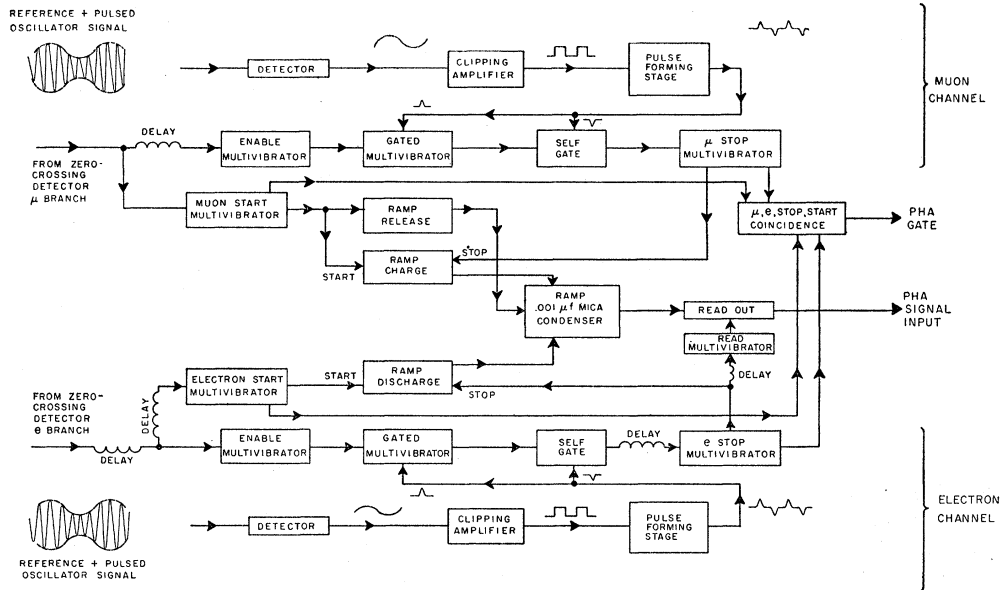 REFERENCE + PULSED
OSCILLATOR SIGNAL
DETECTOR
CLIPPING
AMPLIFIER
PULSE
FORMING
STAGE
MUON
CHANNEL
DELAY
FROM ZERO-
CROSSING
DETECTOR
μ BRANCH
ENABLE
MULTIVIBRATOR
GATED
MULTIVIBRATOR
SELF
GATE
μ STOP
MULTIVIBRATOR
MUON START
MULTIVIBRATOR
RAMP
RELEASE
μ,e,STOP,START
COINCIDENCE
PHA
GATE
START
RAMP
CHARGE
STOP
RAMP
.001 μf MICA
CONDENSER
READ OUT
PHA
SIGNAL
INPUT
READ
MULTIVIBRATOR
DELAY
ELECTRON START
MULTIVIBRATOR
START
RAMP
DISCHARGE
STOP
FROM ZERO-
CROSSING
DETECTOR
e BRANCH
DELAY
DELAY
ENABLE
MULTIVIBRATOR
GATED
MULTIVIBRATOR
SELF
GATE
DELAY
e STOP
MULTIVIBRATOR
ELECTRON
CHANNEL
DETECTOR
CLIPPING
AMPLIFIER
PULSE
FORMING
STAGE
REFERENCE + PULSED
OSCILLATOR SIGNAL